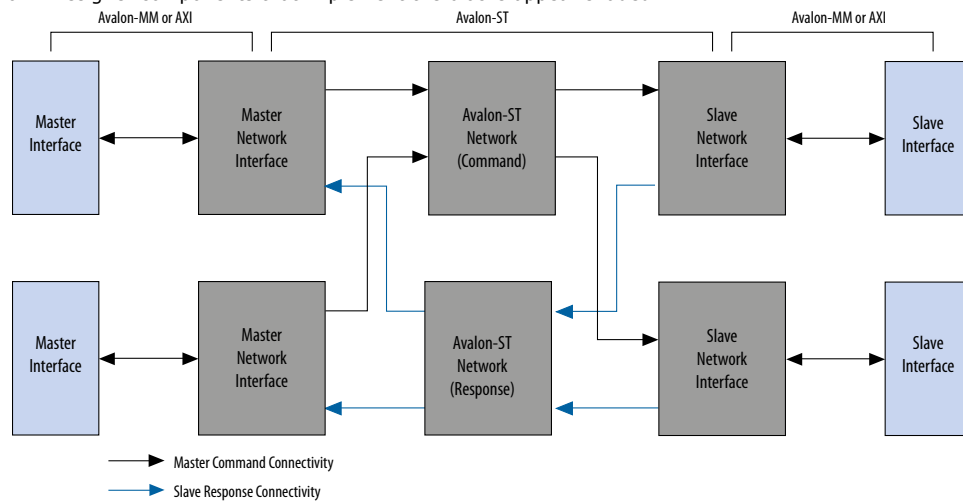 Avalon-MM or AXI
Avalon-ST
Avalon-MM or AXI
Master
Interface
Master
Network
Interface
Avalon-ST
Network
(Command)
Slave
Network
Interface
Slave
Interface
Master
Interface
Master
Network
Interface
Avalon-ST
Network
(Response)
Slave
Network
Interface
Slave
Interface
Master Command Connectivity
Slave Response Connectivity